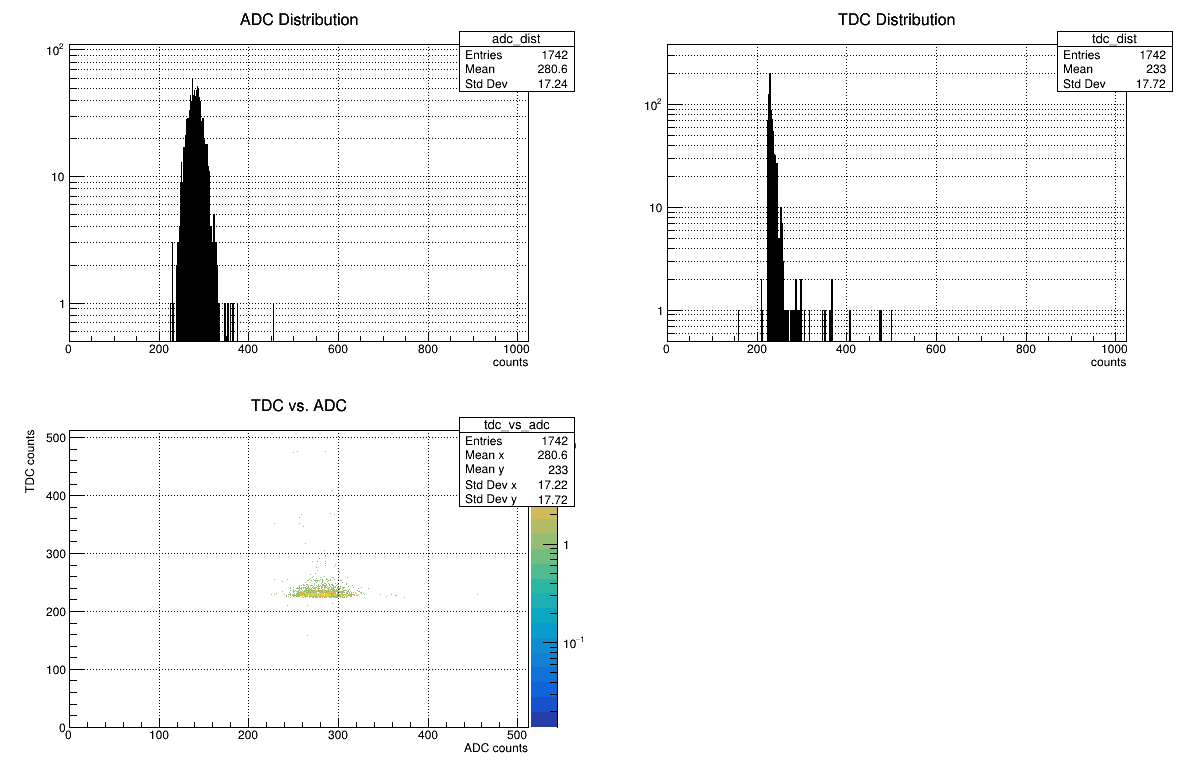 ADC Distribution
adc_dist
Entries 1742
Mean 280.6
Std Dev 17.24
10²
10
1
0 200 400 600 800 1000
counts
TDC Distribution
tdc_dist
Entries 1742
Mean 233
Std Dev 17.72
10²
10
1
0 200 400 600 800 1000
counts
TDC vs. ADC
tdc_vs_adc
Entries 1742
Mean x 280.6
Mean y 233
Std Dev x 17.22
Std Dev y 17.72
TDC counts
500
400
300
200
100
0
0 100 200 300 400 500
ADC counts
1
10⁻¹